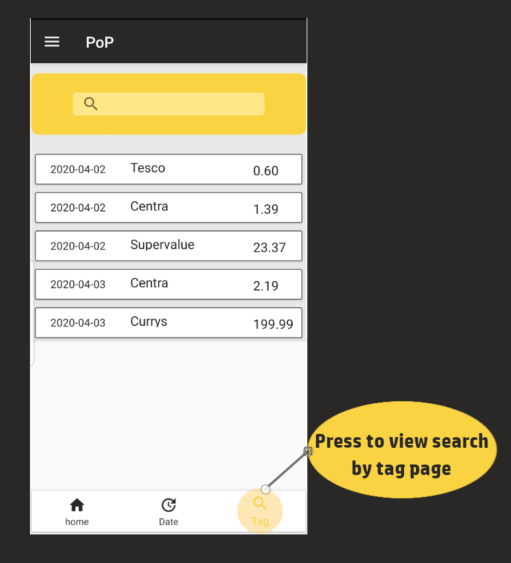 PoP
2020-04-02 Tesco 0.60
2020-04-02 Centra 1.39
2020-04-02 Supervalue 23.37
2020-04-03 Centra 2.19
2020-04-03 Currys 199.99
Press to view search
by tag page
home Date Tag